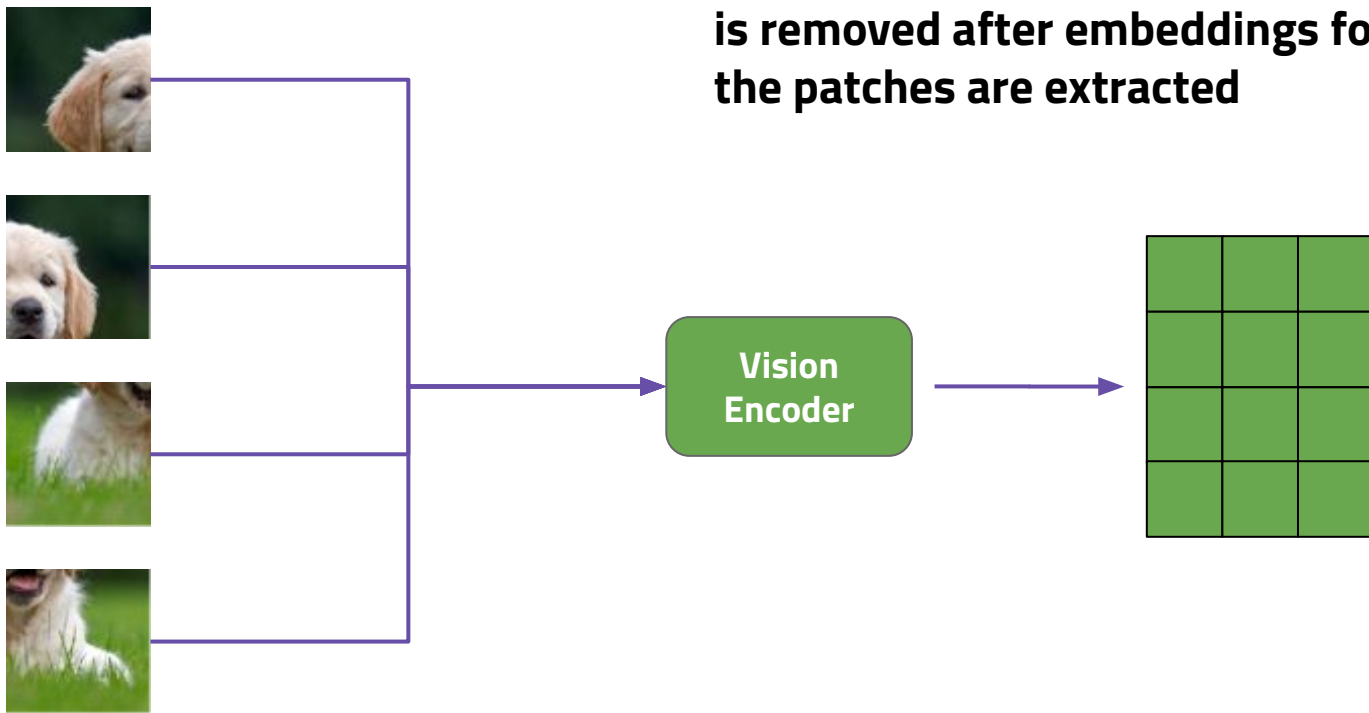 is removed after embeddings fo
the patches are extracted
Vision
Encoder